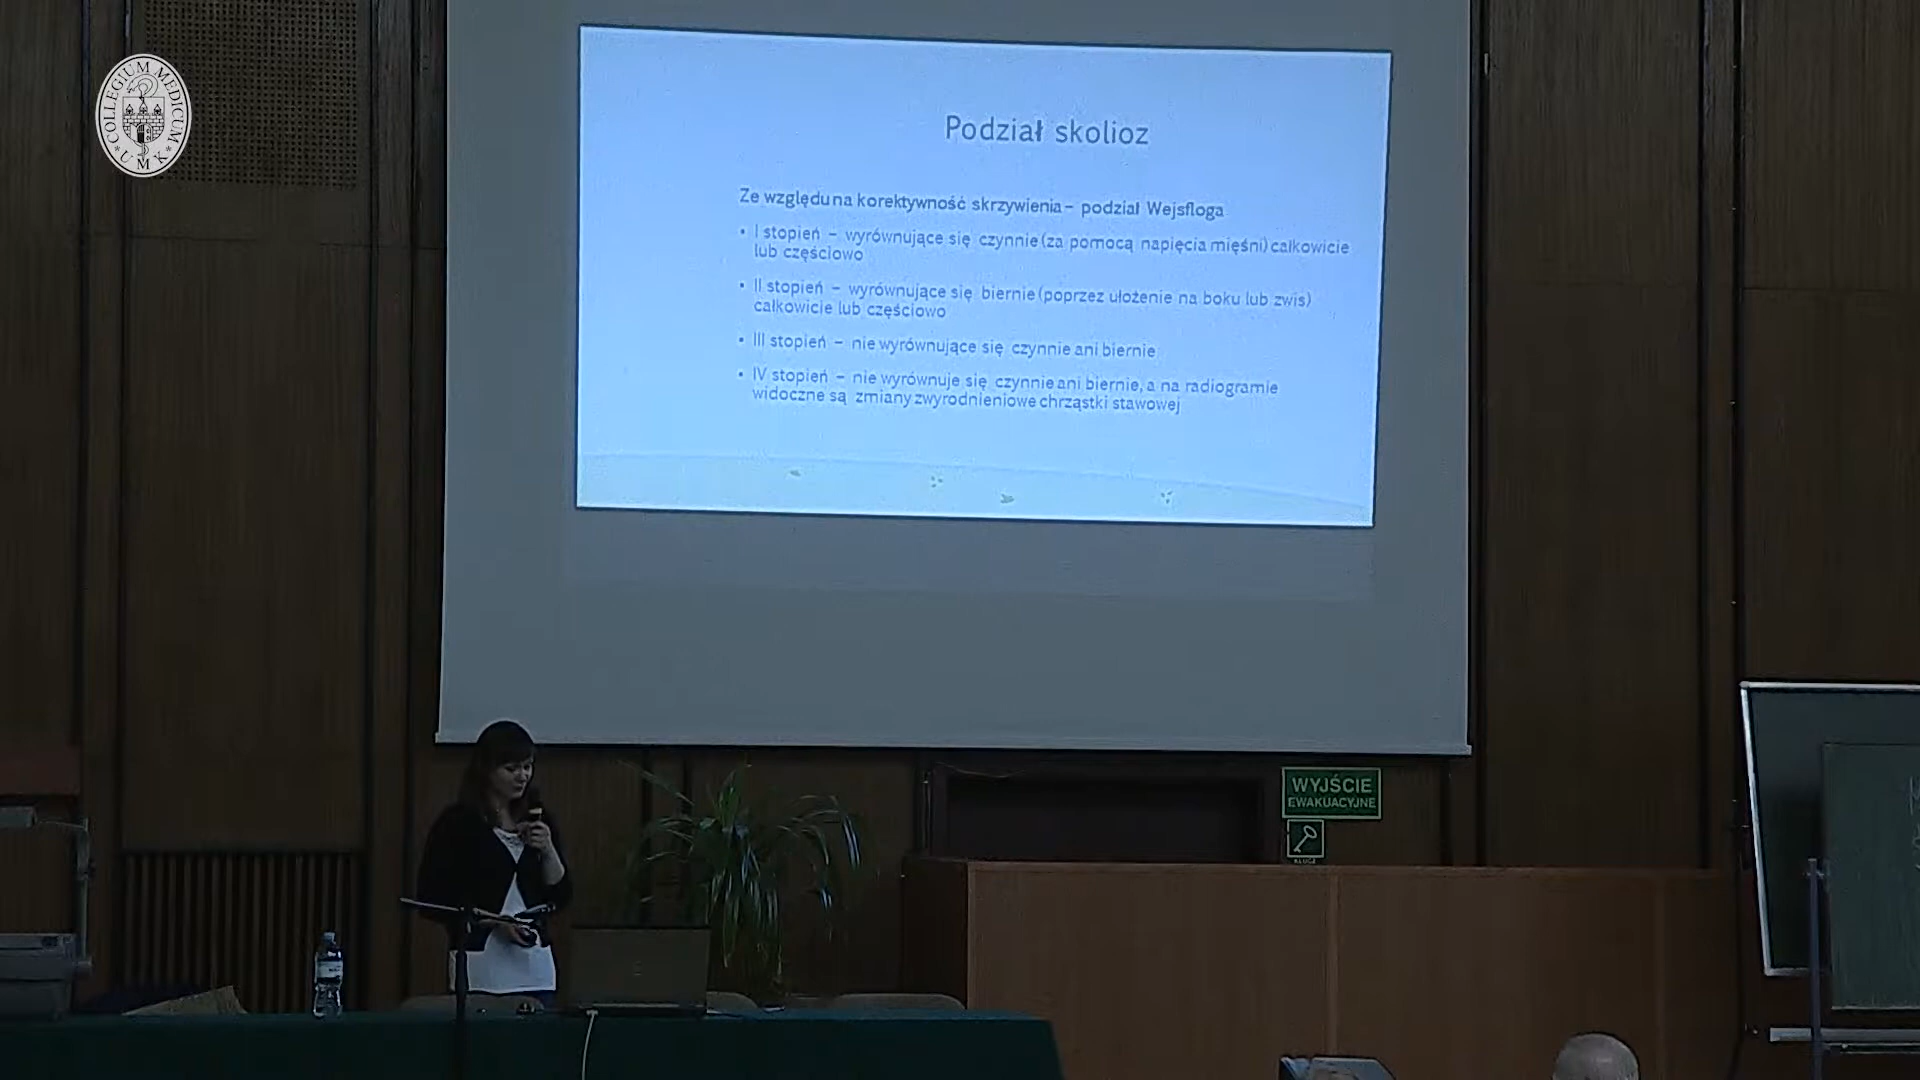 COLLEGIUM MEDICUM
* UMK *
Podział skolioz
Ze względu na korektywność skrzywienia – podział Wejsfloga
• I stopień – wyrównujące się czynnie (za pomocą napięcia mięśni) całkowicie
lub częściowo
• II stopień – wyrównujące się biernie (poprzez ułożenie na boku lub zwis)
całkowicie lub częściowo
• III stopień – nie wyrównujące się czynnie ani biernie
• IV stopień – nie wyrównuje się czynnie ani biernie, a na radiogramie
widoczne są zmiany zwyrodnieniowe chrząstki stawowej
WYJŚCIE
EWAKUACYJNE
KLUCZ